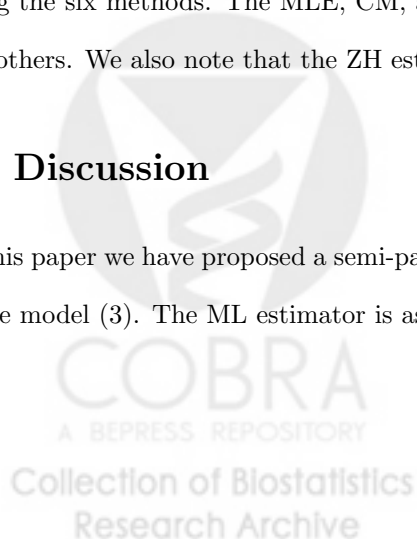 g the six methods. The MLE, CM,
others. We also note that the ZH est
Discussion
his paper we have proposed a semi-pa
e model (3). The ML estimator is as
COBRA
A BEPRESS REPOSITORY
Collection of Biostatistics
Research Archive